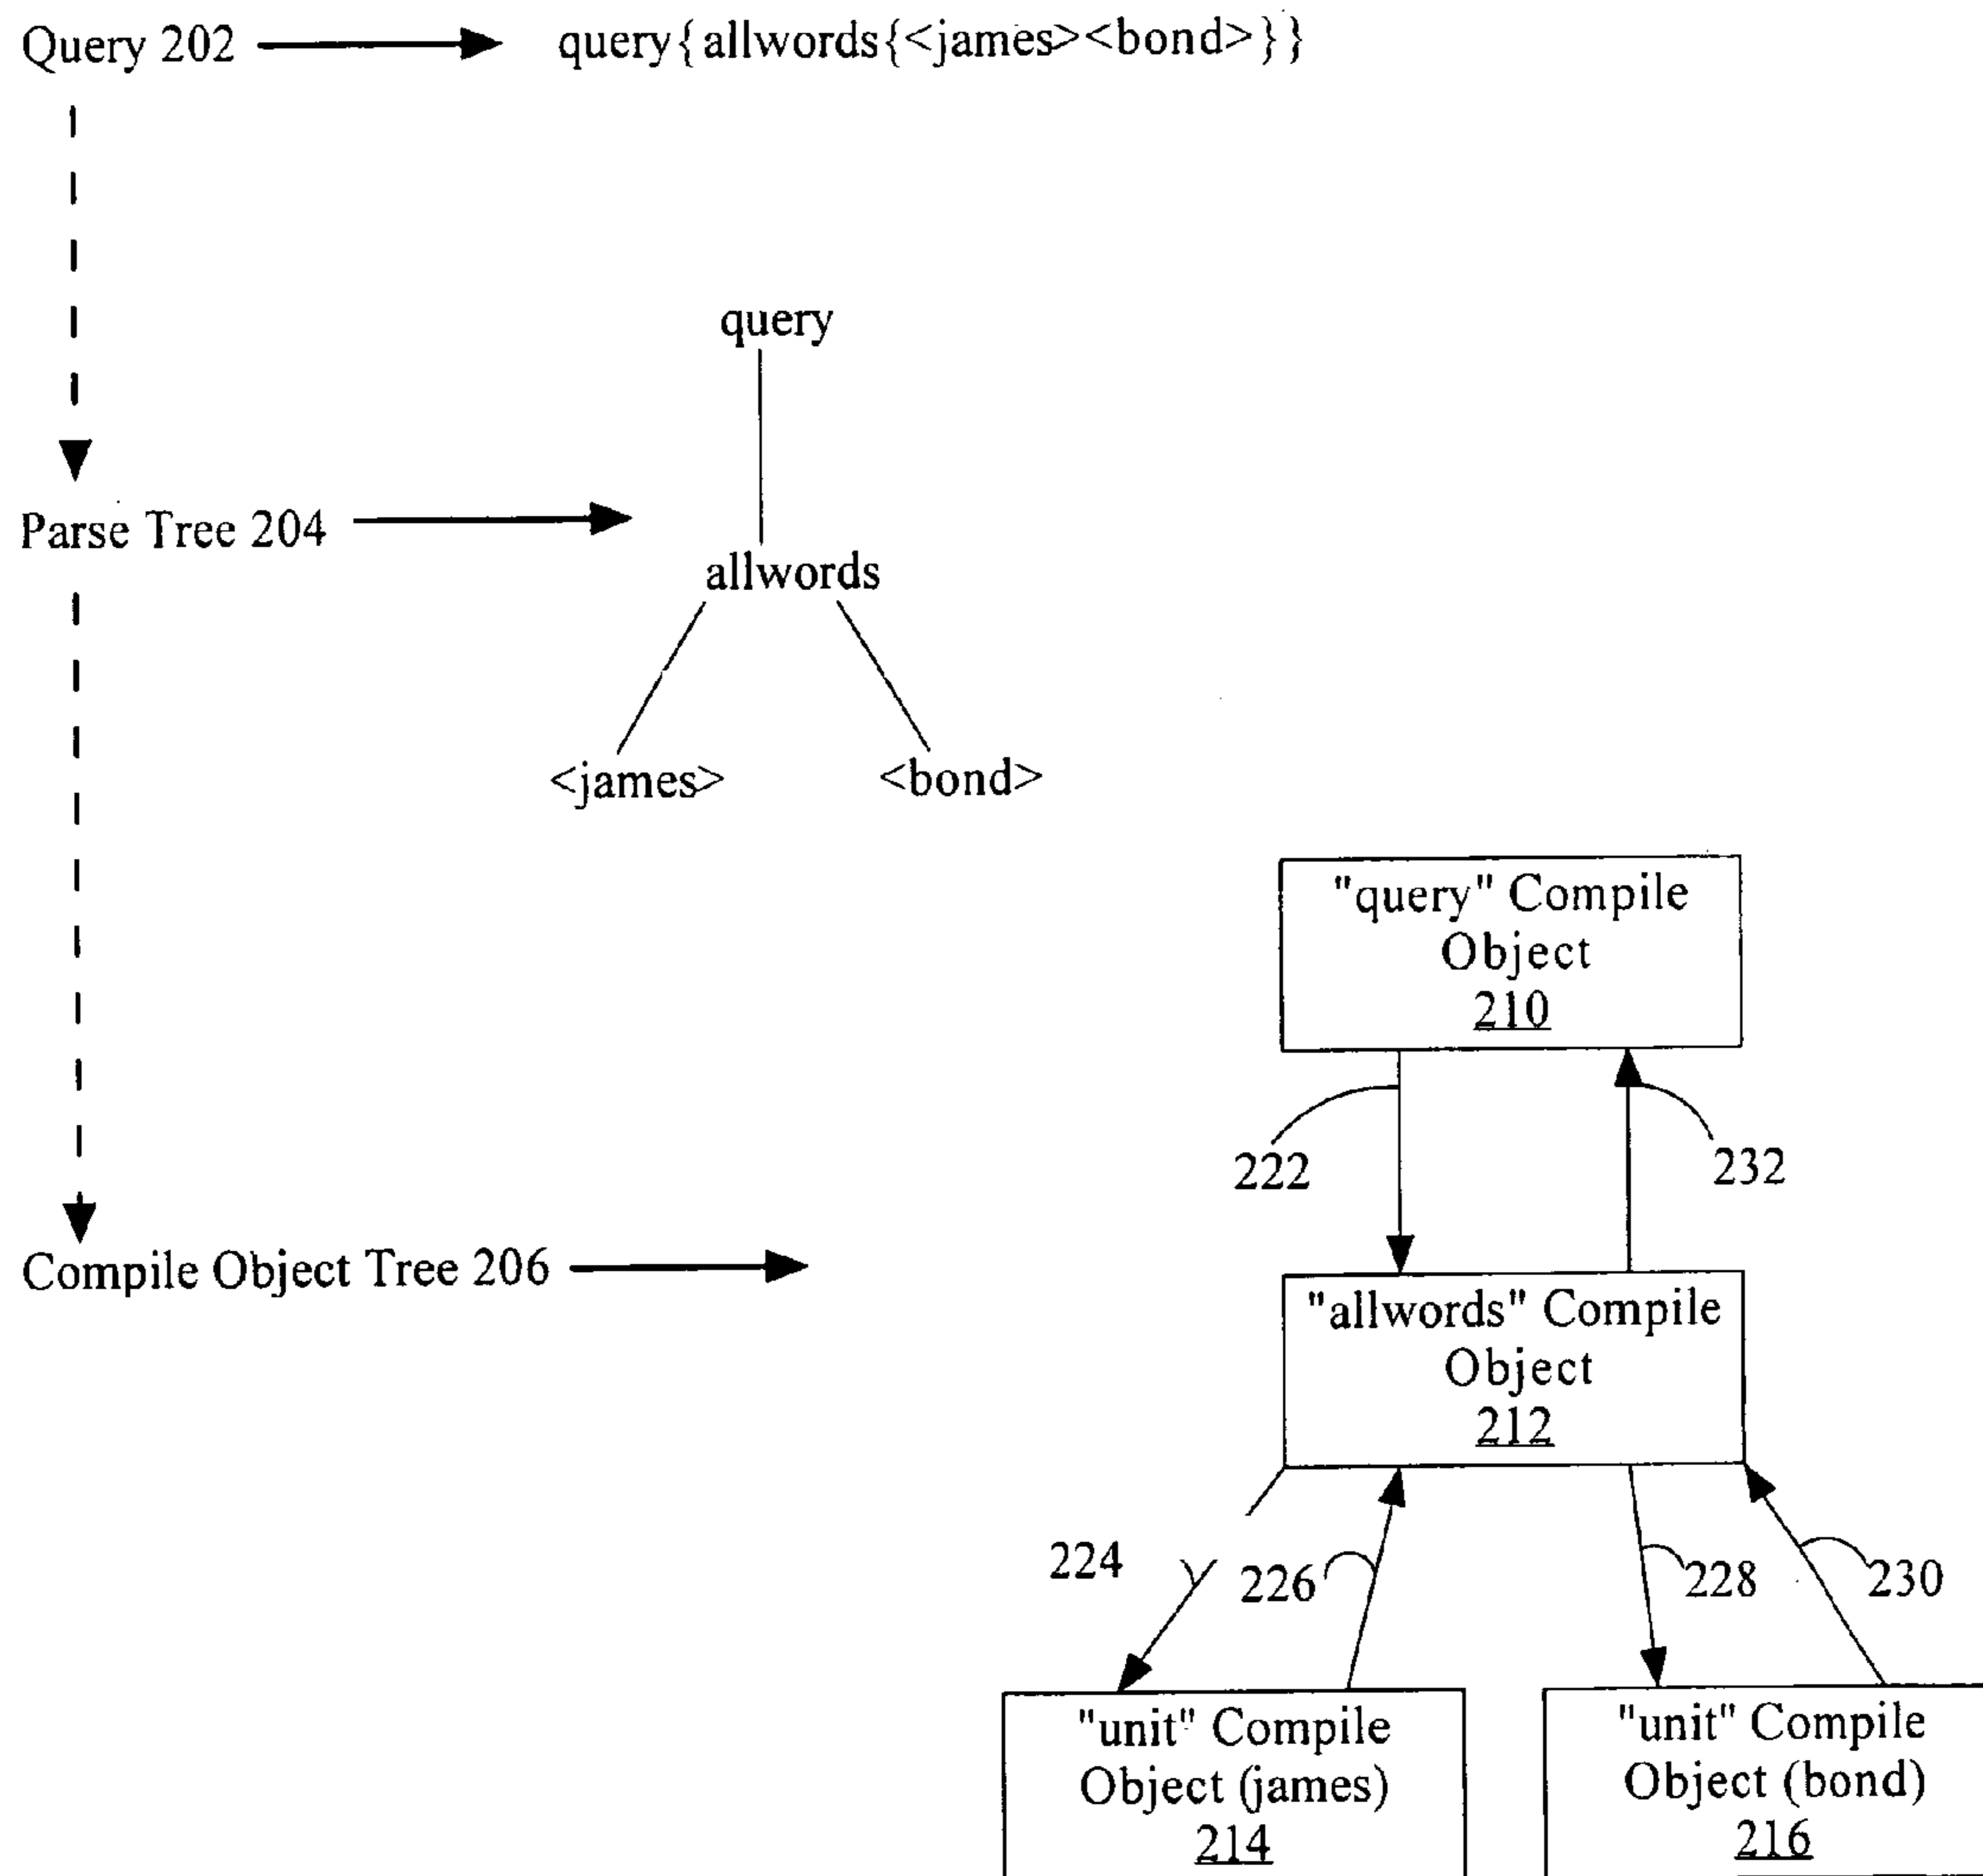 Query 202
query{allwords{<james><bond>}}
query
Parse Tree 204
allwords
<james>
<bond>
"query" Compile
Object
210
222
232
Compile Object Tree 206
"allwords" Compile
Object
212
224
226
228
230
"unit" Compile
Object (james)
214
"unit" Compile
Object (bond)
216